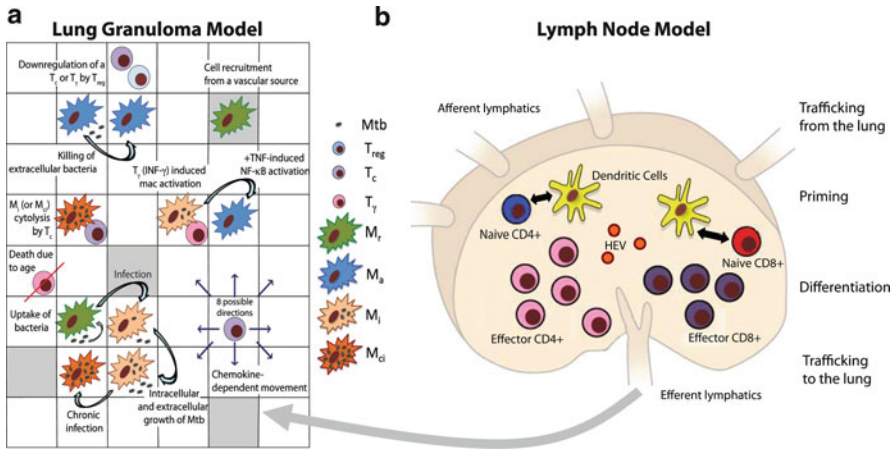 a
Lung Granuloma Model
Downregulation of a
Tc or Tγ by Treg
Cell recruitment
from a vascular source
Killing of
extracellular bacteria
Tγ (INF-γ) induced
mac activation
+TNF-induced
NF-κB activation
Mi (or Mci)
cytolysis
by Tc
Death due
to age
Infection
Uptake of
bacteria
8 possible
directions
Chemokine-
dependent movement
Intracellular
and extracellular
growth of Mtb
Chronic
infection
Mtb
Treg
Tc
Tγ
Mr
Ma
Mi
Mci
b
Lymph Node Model
Afferent lymphatics
Dendritic Cells
Naive CD4+
HEV
Naive CD8+
Effector CD4+
Effector CD8+
Efferent lymphatics
Trafficking
from the lung
Priming
Differentiation
Trafficking
to the lung